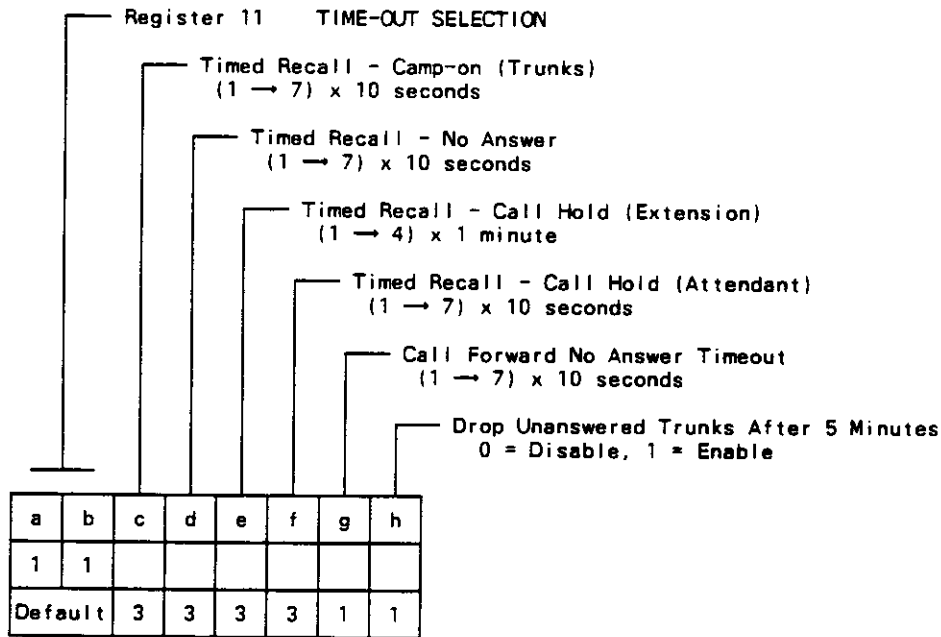 Register 11 TIME-OUT SELECTION
Timed Recall - Camp-on (Trunks)
(1 → 7) x 10 seconds
Timed Recall - No Answer
(1 → 7) x 10 seconds
Timed Recall - Call Hold (Extension)
(1 → 4) x 1 minute
Timed Recall - Call Hold (Attendant)
(1 → 7) x 10 seconds
Call Forward No Answer Timeout
(1 → 7) x 10 seconds
Drop Unanswered Trunks After 5 Minutes
0 = Disable, 1 = Enable
a b c d e f g h
1 1
Default 3 3 3 3 1 1